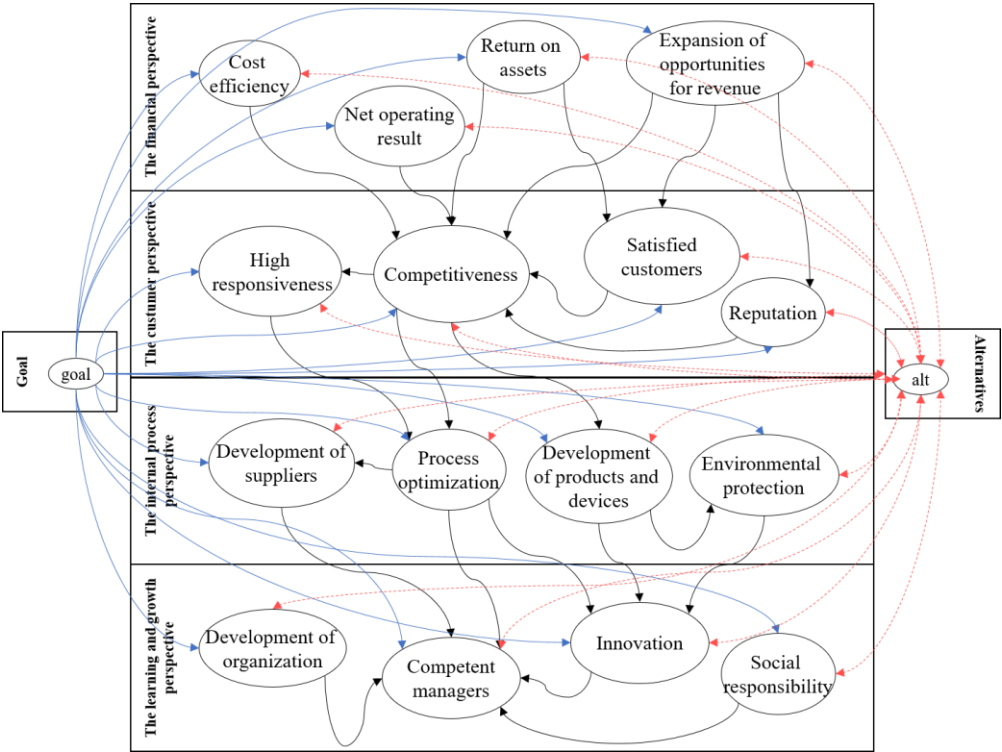 The financial perspective
Cost
efficiency
Net operating
result
Return on
assets
Expansion of
opportunities
for revenue
The custumer perspective
High
responsiveness
Competitiveness
Satisfied
customers
Reputation
Goal
goal
Alternatives
alt
The internal process
perspective
Development of
suppliers
Process
optimization
Development
of products and
devices
Environmental
protection
The learning and growth
perspective
Development of
organization
Competent
managers
Innovation
Social
responsibility